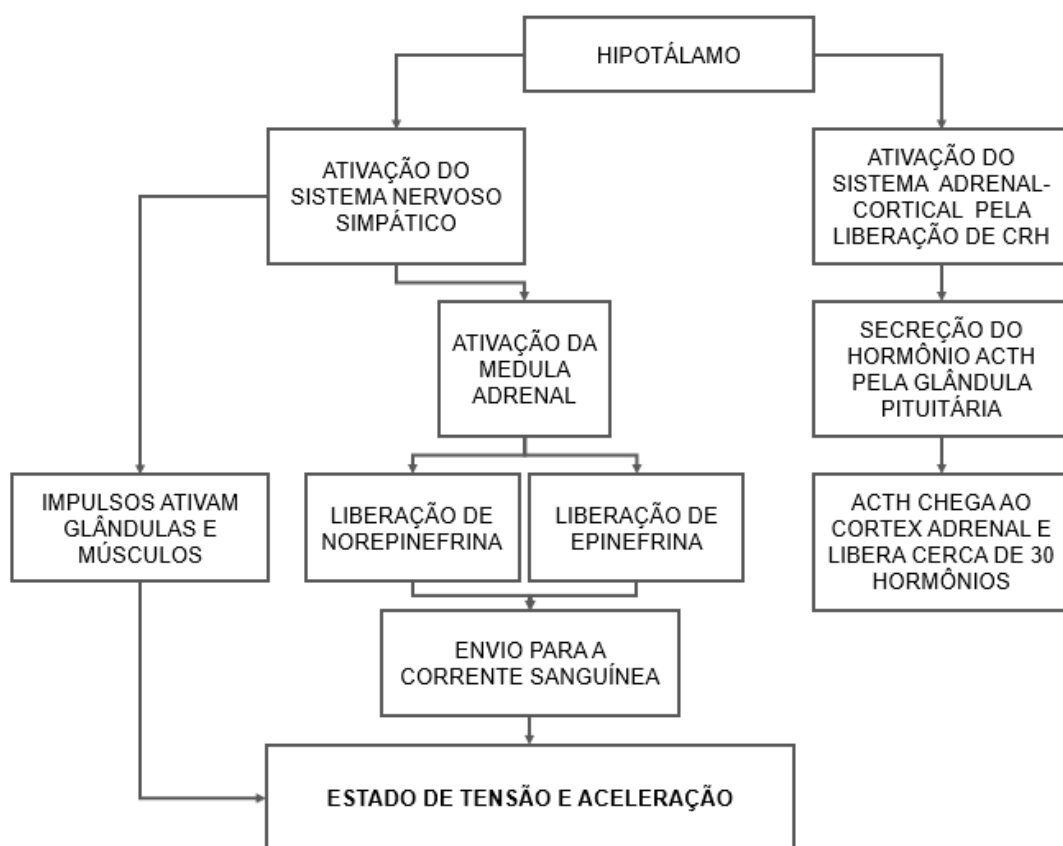 HIPOTÁLAMO
ATIVAÇÃO DO
SISTEMA NERVOSO
SIMPÁTICO
ATIVAÇÃO DO
SISTEMA ADRENAL-
CORTICAL PELA
LIBERAÇÃO DE CRH
ATIVAÇÃO DA
MEDULA
ADRENAL
SECREÇÃO DO
HORMÔNIO ACTH
PELA GLÂNDULA
PITUITÁRIA
IMPULSOS ATIVAM
GLÂNDULAS E
MÚSCULOS
LIBERAÇÃO DE
NOREPINEFRINA
LIBERAÇÃO DE
EPINEFRINA
ACTH CHEGA AO
CORTEX ADRENAL E
LIBERA CERCA DE 30
HORMÔNIOS
ENVIO PARA A
CORRENTE SANGUÍNEA
ESTADO DE TENSÃO E ACELERAÇÃO